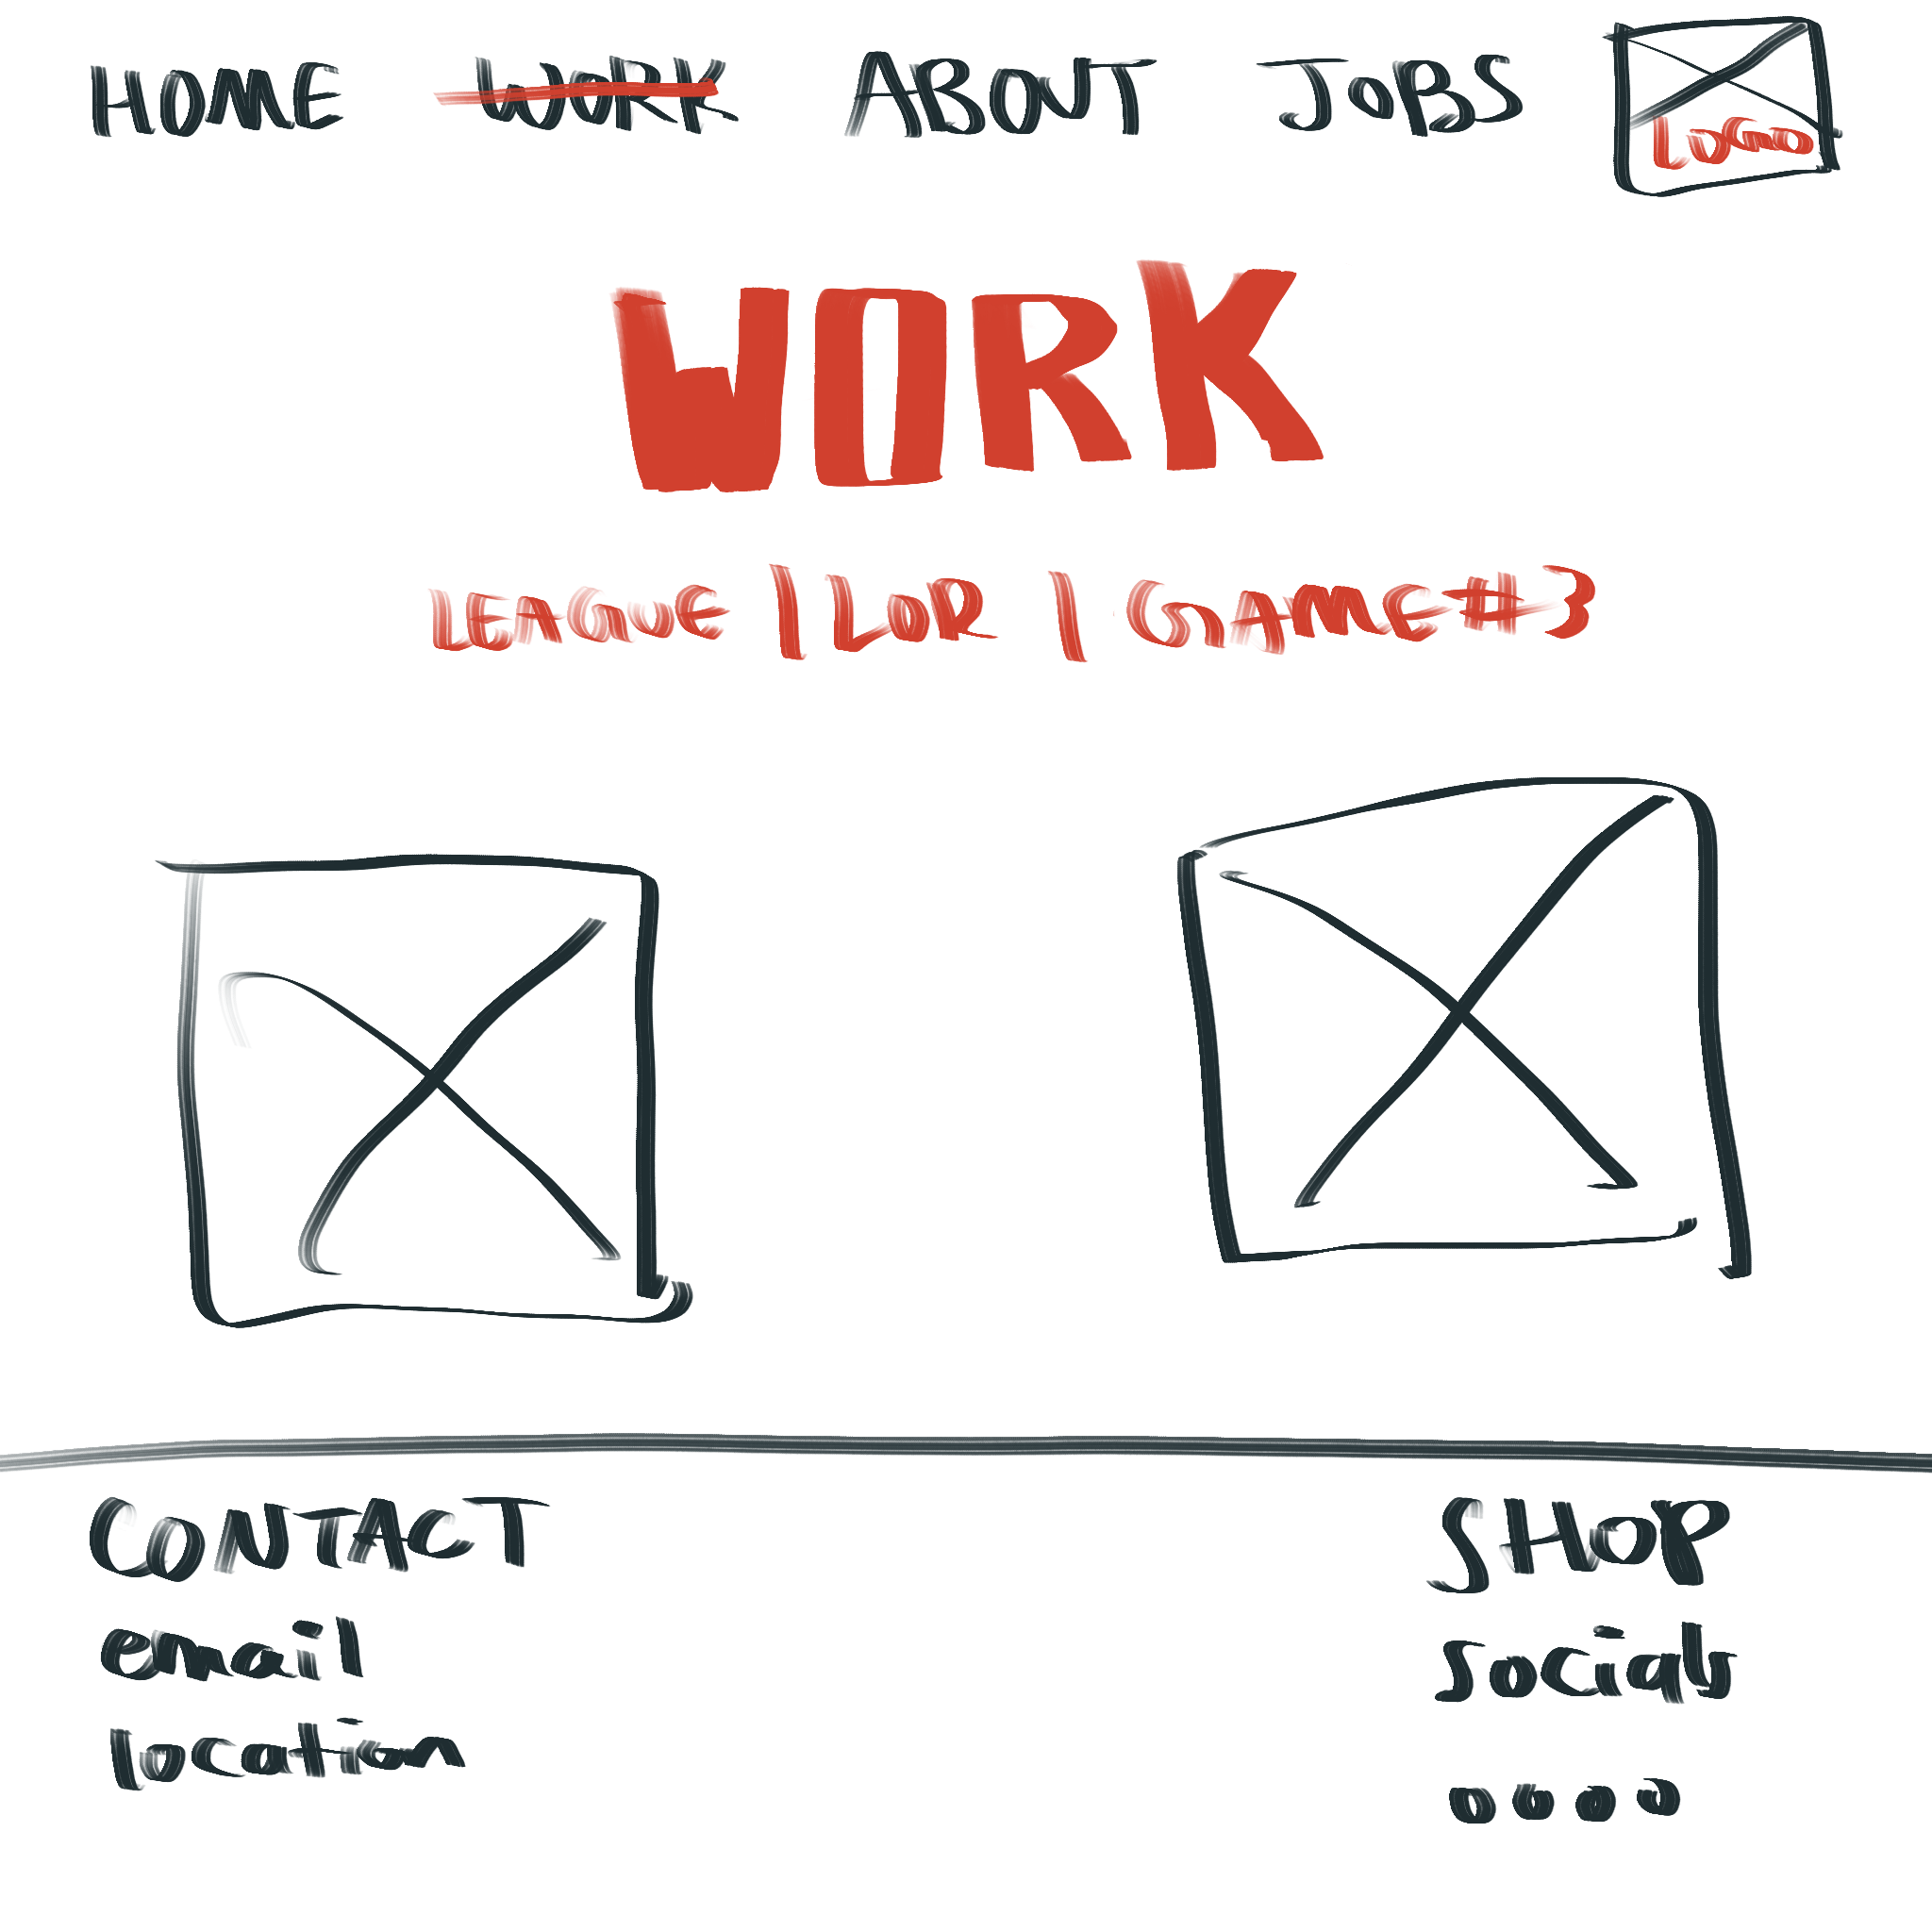 HOME WORK ABOUT JOBS
LOGO
WORK
LEAGUE | LOR | GAME#3
CONTACT
email
location
SHOP
socials